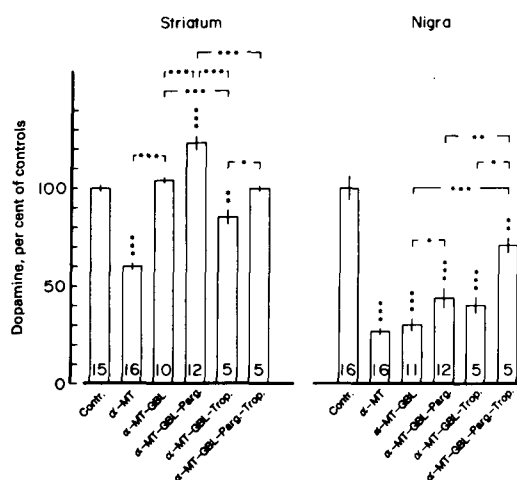 Striatum
Nigra
Dopamine, per cent of controls
100
50
0
15
16
10
12
5
5
16
16
11
12
5
5
Contr.
α-MT
α-MT-GBL
α-MT-GBL-Parg.
α-MT-GBL-Trop.
α-MT-GBL-Parg.-Trop.
Contr.
α-MT
α-MT-GBL
α-MT-GBL-Parg.
α-MT-GBL-Trop.
α-MT-GBL-Parg.-Trop.